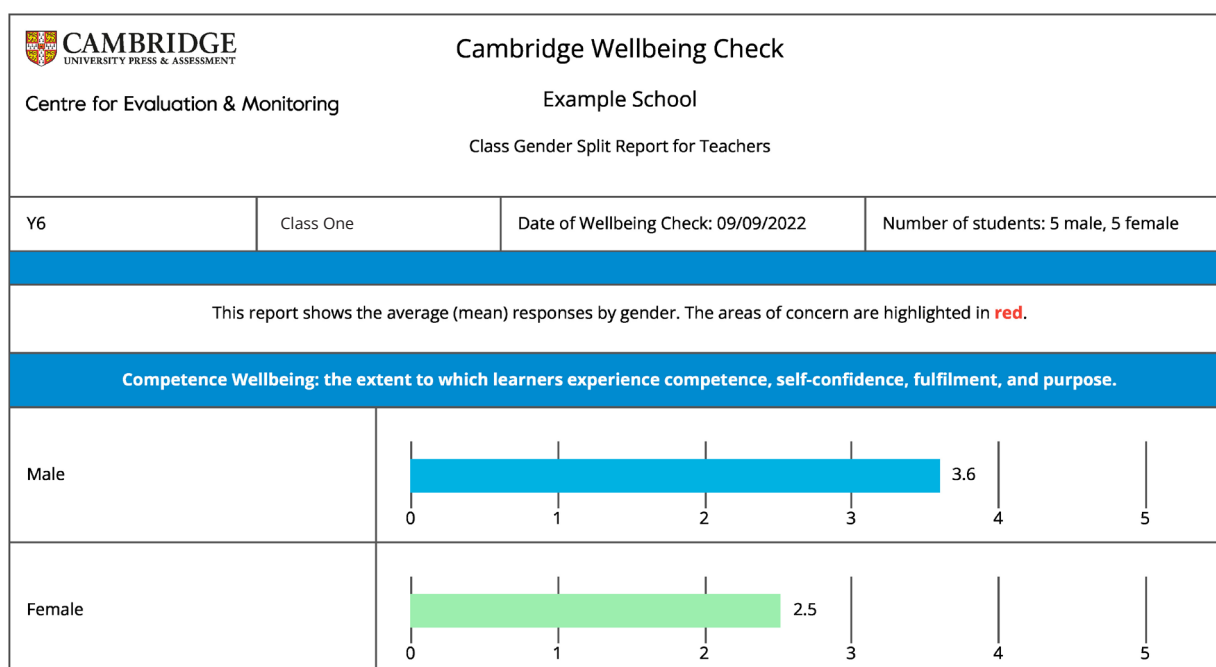 CAMBRIDGE
UNIVERSITY PRESS & ASSESSMENT
Cambridge Wellbeing Check
Centre for Evaluation & Monitoring
Example School
Class Gender Split Report for Teachers
Y6
Class One
Date of Wellbeing Check: 09/09/2022
Number of students: 5 male, 5 female
This report shows the average (mean) responses by gender. The areas of concern are highlighted in red.
Competence Wellbeing: the extent to which learners experience competence, self-confidence, fulfilment, and purpose.
Male
3.6
0 1 2 3 4 5
Female
2.5
0 1 2 3 4 5